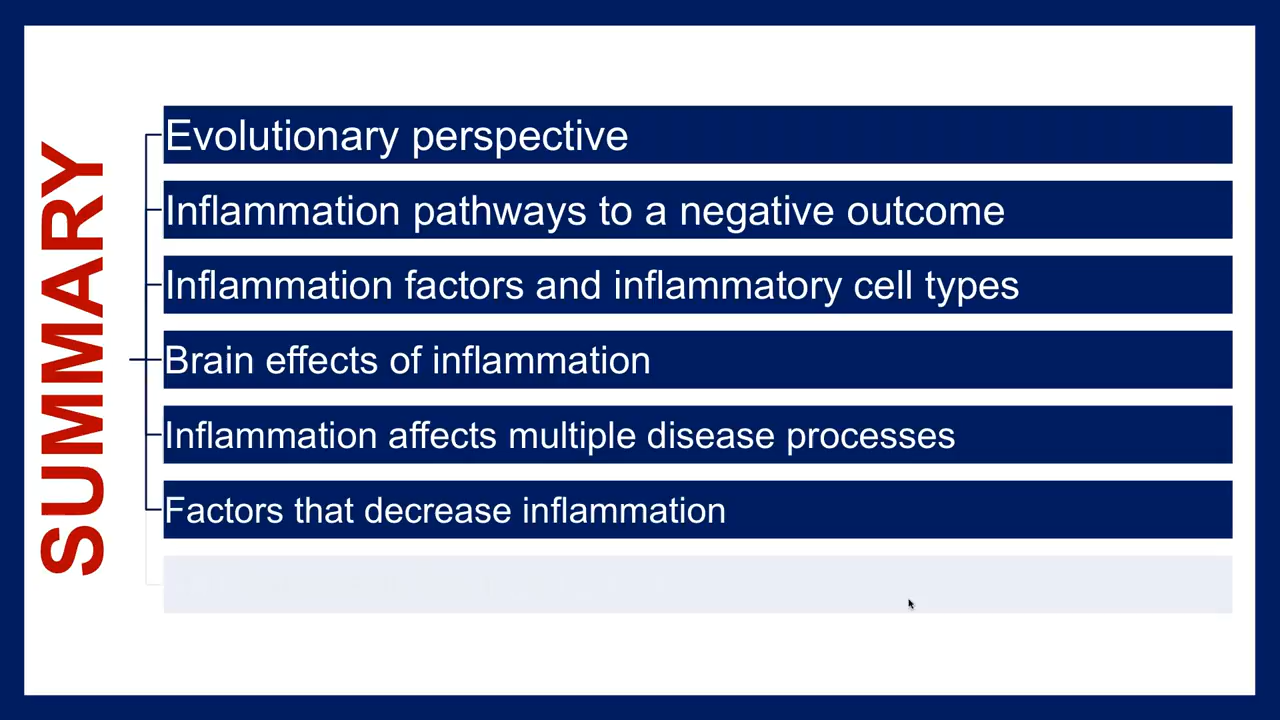 SUMMARY
Evolutionary perspective
Inflammation pathways to a negative outcome
Inflammation factors and inflammatory cell types
Brain effects of inflammation
Inflammation affects multiple disease processes
Factors that decrease inflammation